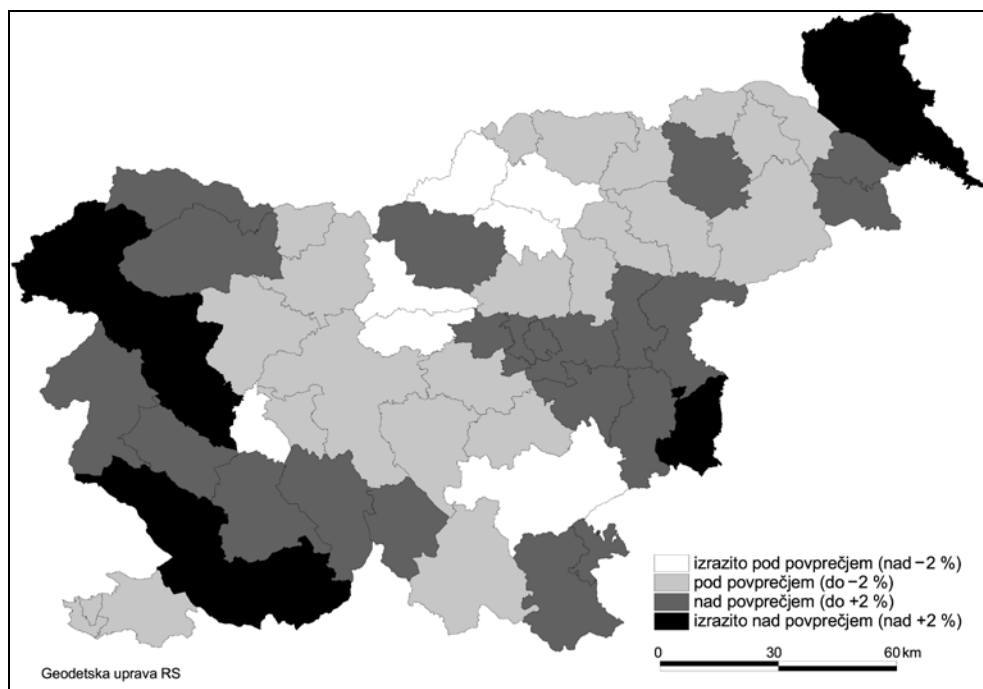 izrazito pod povprečjem (nad −2 %)
pod povprečjem (do −2 %)
nad povprečjem (do +2 %)
izrazito nad povprečjem (nad +2 %)
0 30 60 km
Geodetska uprava RS